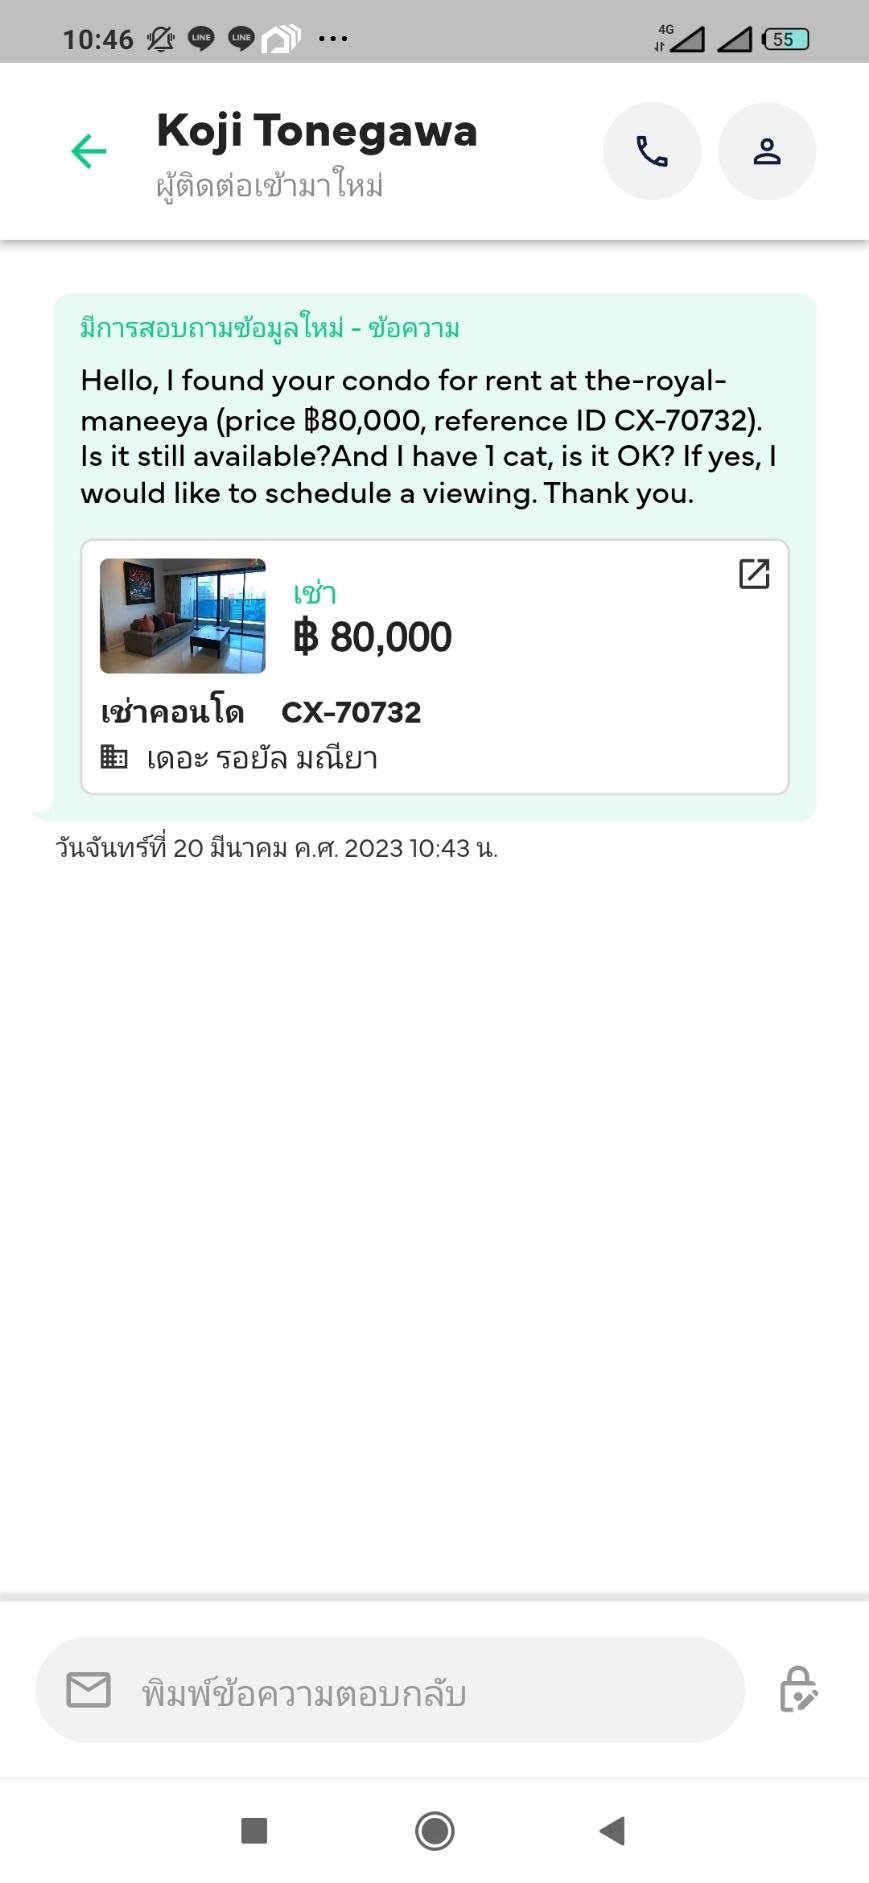 10:46 LINE LINE ... 4G 55
Koji Tonegawa
ผู้ติดต่อเข้ามาใหม่
มีการสอบถามข้อมูลใหม่ - ข้อความ
Hello, I found your condo for rent at the-royal-
maneeya (price ฿80,000, reference ID CX-70732).
Is it still available?And I have 1 cat, is it OK? If yes, I
would like to schedule a viewing. Thank you.
เช่า
฿ 80,000
เช่าคอนโด CX-70732
เดอะ รอยัล มณียา
วันจันทร์ที่ 20 มีนาคม ค.ศ. 2023 10:43 น.
พิมพ์ข้อความตอบกลับ